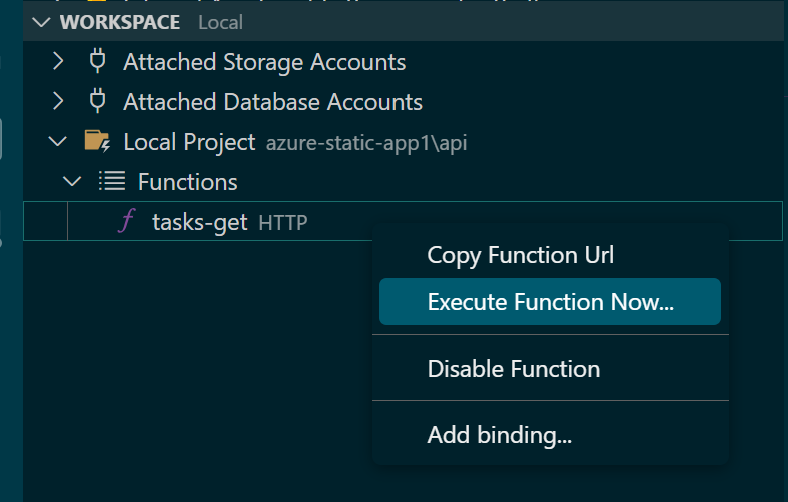 WORKSPACE Local
Attached Storage Accounts
Attached Database Accounts
Local Project azure-static-app1\api
Functions
tasks-get HTTP
Copy Function Url
Execute Function Now...
Disable Function
Add binding...